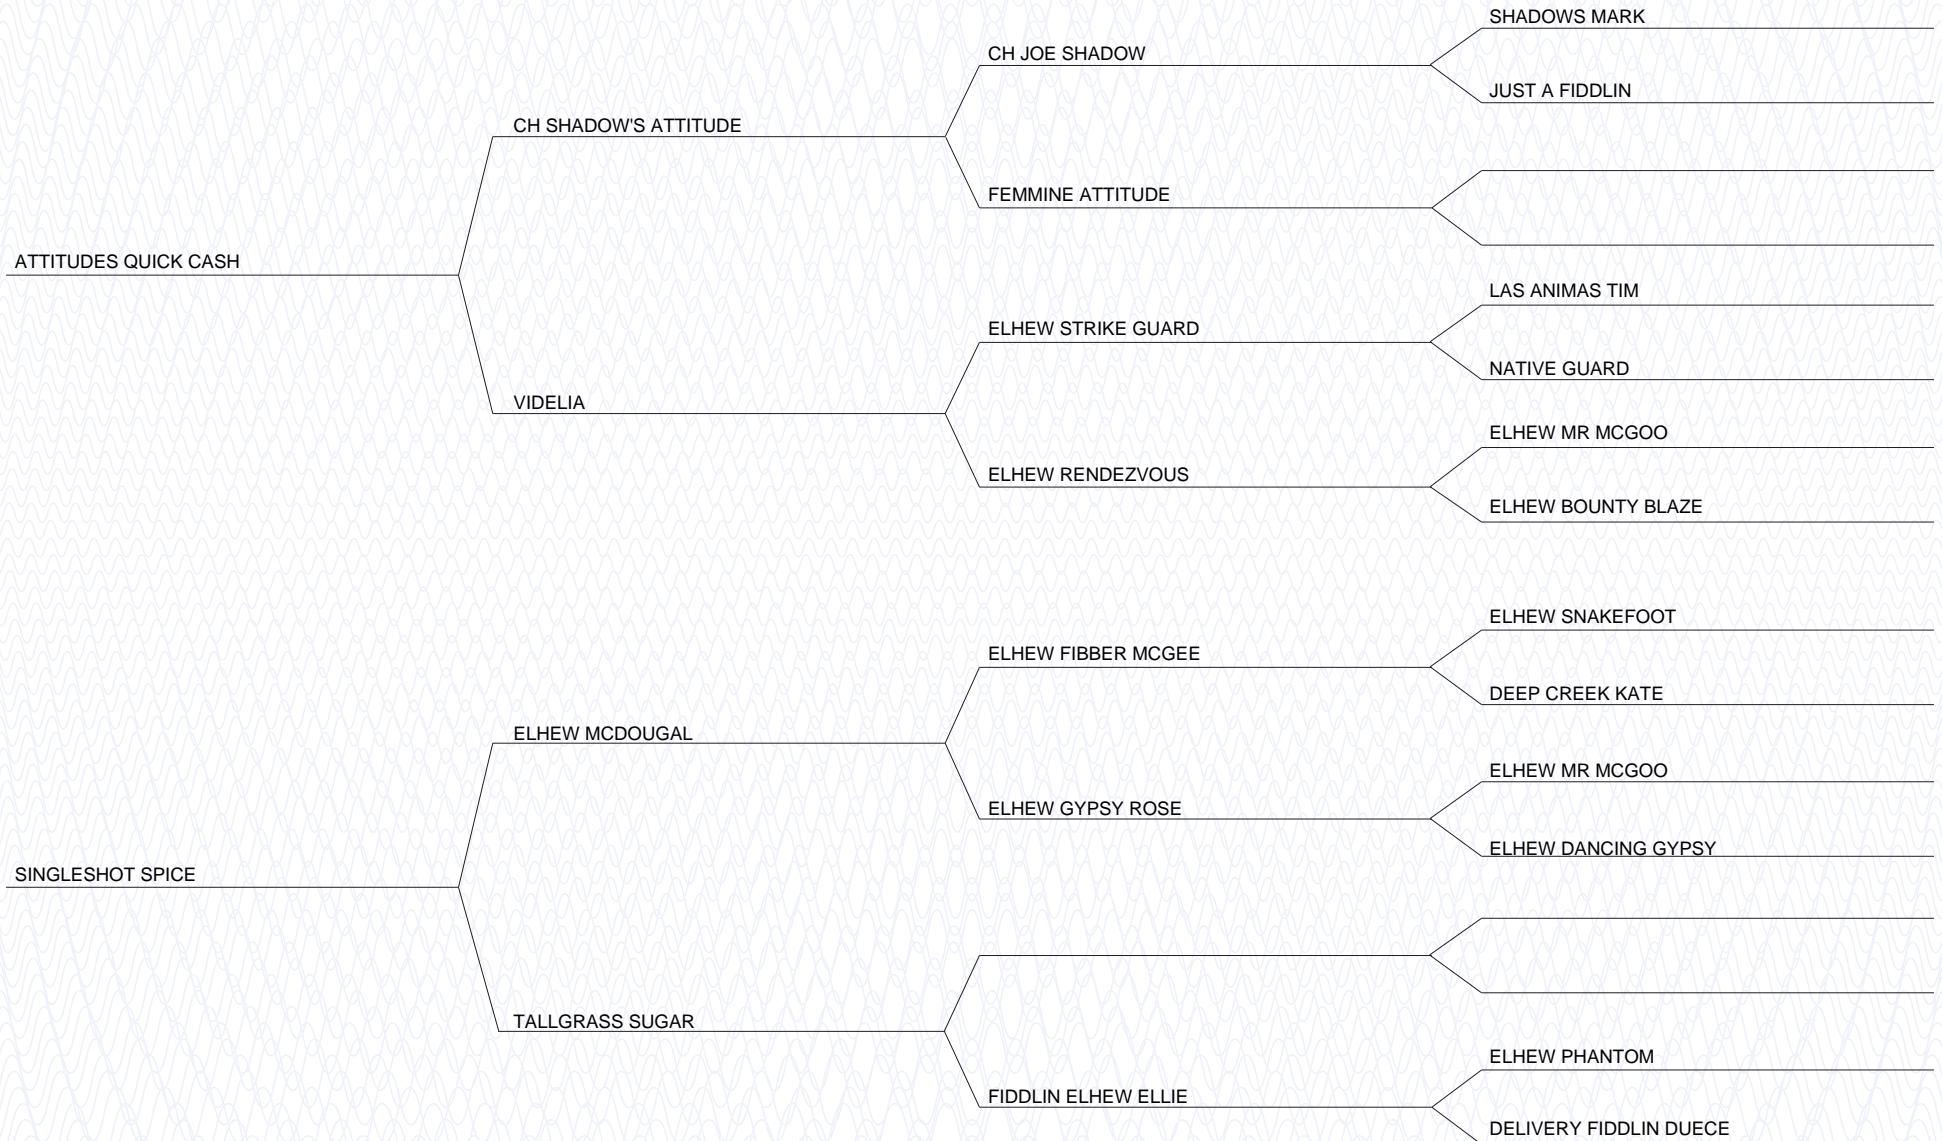 SHADOWS MARK
CH JOE SHADOW
JUST A FIDDLIN
CH SHADOW'S ATTITUDE
FEMMINE ATTITUDE
ATTITUDES QUICK CASH
LAS ANIMAS TIM
ELHEW STRIKE GUARD
NATIVE GUARD
VIDELIA
ELHEW MR MCGOO
ELHEW RENDEZVOUS
ELHEW BOUNTY BLAZE
ELHEW SNAKEFOOT
ELHEW FIBBER MCGEE
DEEP CREEK KATE
ELHEW MCDOUGAL
ELHEW MR MCGOO
ELHEW GYPSY ROSE
ELHEW DANCING GYPSY
SINGLESHOT SPICE
TALLGRASS SUGAR
ELHEW PHANTOM
FIDDLIN ELHEW ELLIE
DELIVERY FIDDLIN DUECE